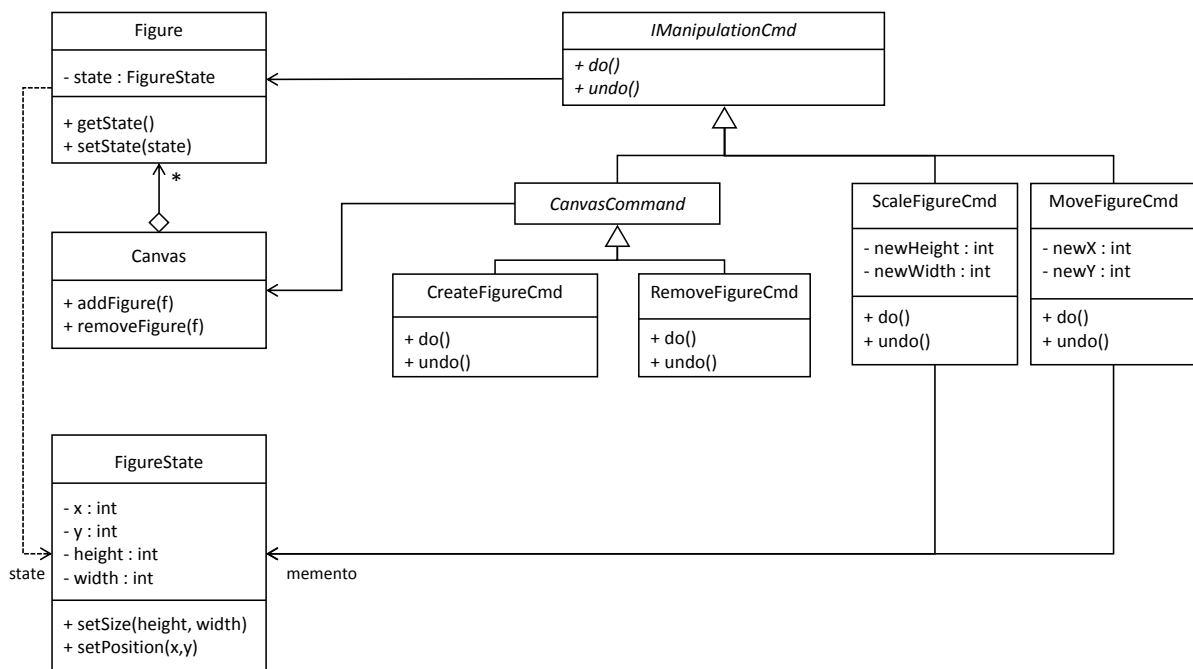 Figure
- state : FigureState
+ getState()
+ setState(state)
*
IManipulationCmd
+ do()
+ undo()
CanvasCommand
ScaleFigureCmd
- newHeight : int
- newWidth : int
+ do()
+ undo()
MoveFigureCmd
- newX : int
- newY : int
+ do()
+ undo()
Canvas
+ addFigure(f)
+ removeFigure(f)
CreateFigureCmd
+ do()
+ undo()
RemoveFigureCmd
+ do()
+ undo()
FigureState
- x : int
- y : int
- height : int
- width : int
+ setSize(height, width)
+ setPosition(x,y)
state
memento